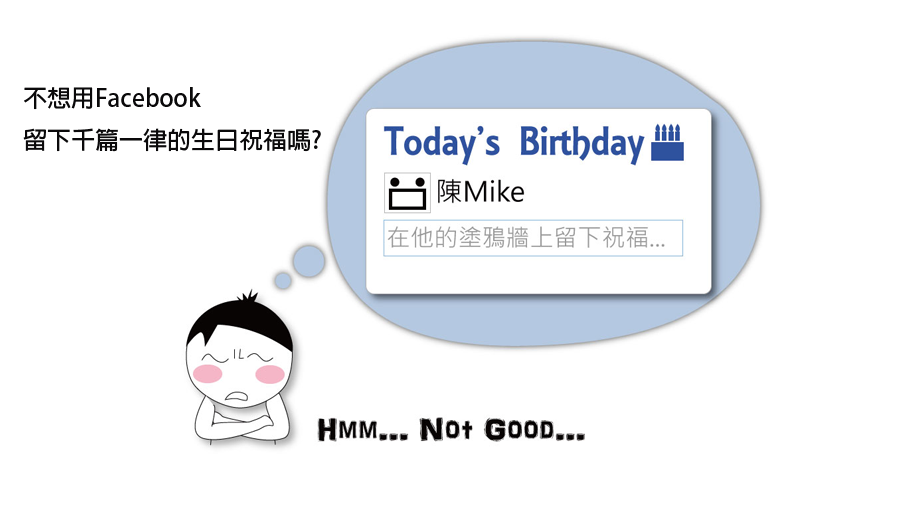 不想用Facebook
留下千篇一律的生日祝福嗎?
Today's Birthday
陳Mike
在他的塗鴉牆上留下祝福...
Hmm... Not Good...